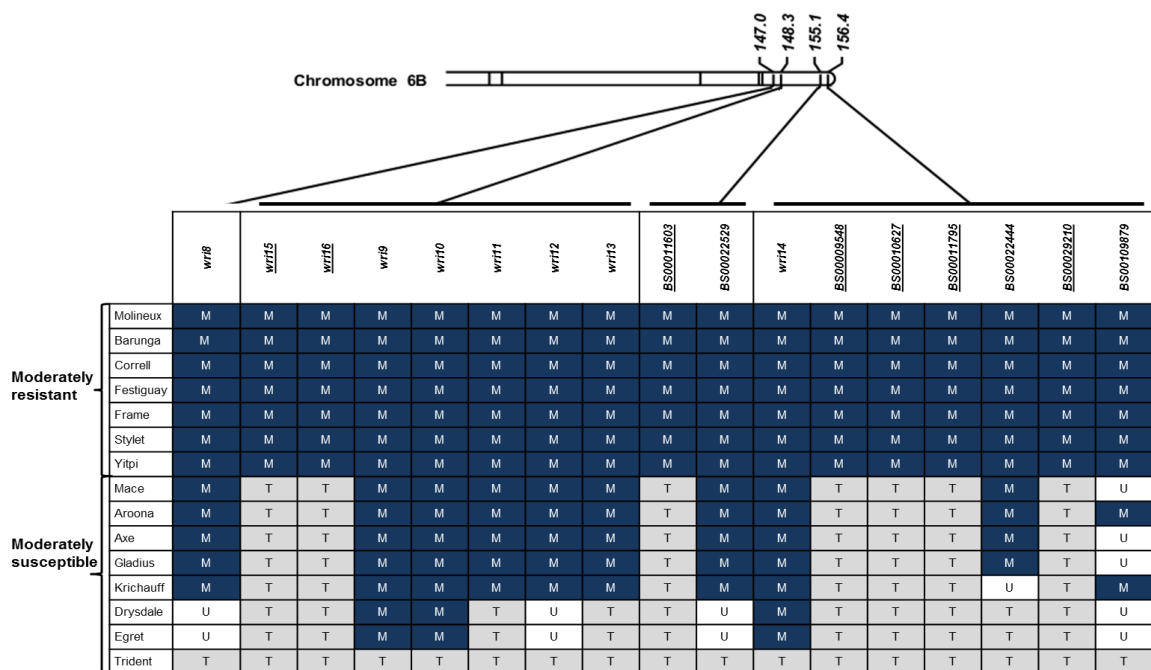 147.0 148.3 155.1 156.4
Chromosome 6B
wri8 wri15 wri16 wri9 wri10 wri11 wri12 wri13 BS00011603 BS00022529 wri14 BS00009548 BS00010627 BS00011795 BS00022444 BS00029210 BS00109879
Moderately
resistant
Molineux M M M M M M M M M M M M M M M M M
Barunga M M M M M M M M M M M M M M M M M
Correll M M M M M M M M M M M M M M M M M
Festiguay M M M M M M M M M M M M M M M M M
Frame M M M M M M M M M M M M M M M M M
Stylet M M M M M M M M M M M M M M M M M
Yitpi M M M M M M M M M M M M M M M M M
Moderately
susceptible
Mace M T T M M M M M T M M T T T M T U
Aroona M T T M M M M M T M M T T T M T M
Axe M T T M M M M M T M M T T T M T U
Gladius M T T M M M M M T M M T T T M T U
Krichauff M T T M M M M M T M M T T T U T M
Drysdale U T T M M T U T T U M T T T T T U
Egret U T T M M T U T T U M T T T T T U
Trident T T T T T T T T T T T T T T T T T